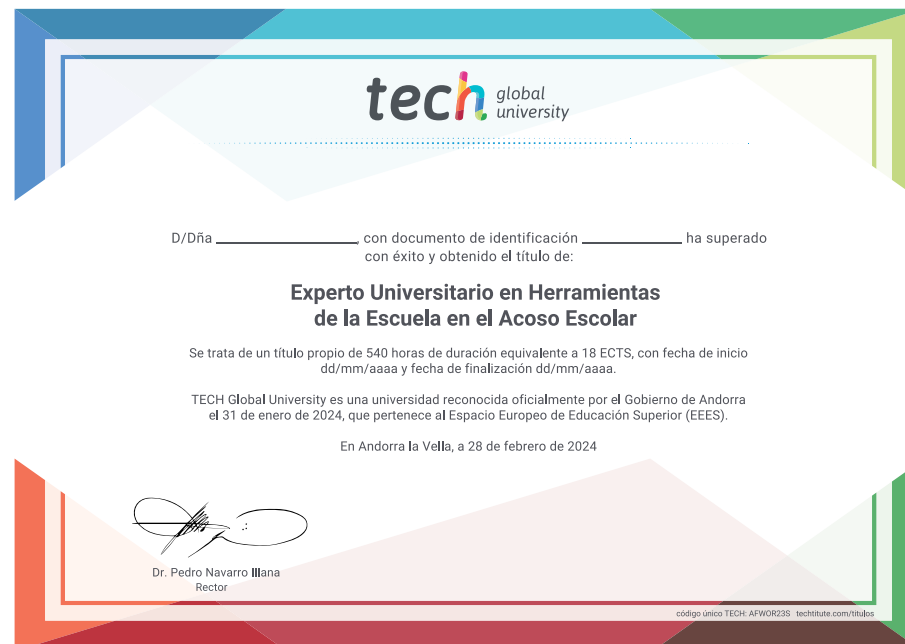 tech global
university
D/Dña , con documento de identificación ha superado
con éxito y obtenido el título de:
Experto Universitario en Herramientas
de la Escuela en el Acoso Escolar
Se trata de un título propio de 540 horas de duración equivalente a 18 ECTS, con fecha de inicio
dd/mm/aaaa y fecha de finalización dd/mm/aaaa.
TECH Global University es una universidad reconocida oficialmente por el Gobierno de Andorra
el 31 de enero de 2024, que pertenece al Espacio Europeo de Educación Superior (EEES).
En Andorra la Vella, a 28 de febrero de 2024
Dr. Pedro Navarro Illana
Rector
código único TECH: AFWOR23S techtitute.com/titulos